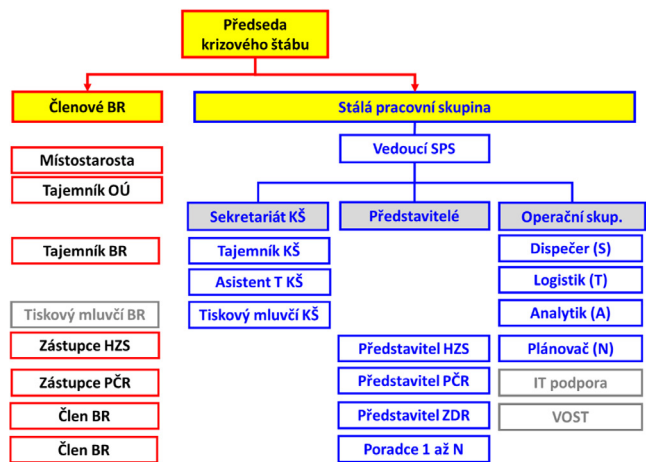 Předseda
krizového štábu
Členové BR
Stálá pracovní skupina
Místostarosta
Vedoucí SPS
Tajemník OÚ
Sekretariát KŠ
Představitelé
Operační skup.
Tajemník BR
Tajemník KŠ
Dispečer (S)
Asistent T KŠ
Logistik (T)
Tiskový mluvčí BR
Tiskový mluvčí KŠ
Analytik (A)
Zástupce HZS
Představitel HZS
Plánovač (N)
Zástupce PČR
Představitel PČR
IT podpora
Člen BR
Představitel ZDR
VOST
Člen BR
Poradce 1 až N